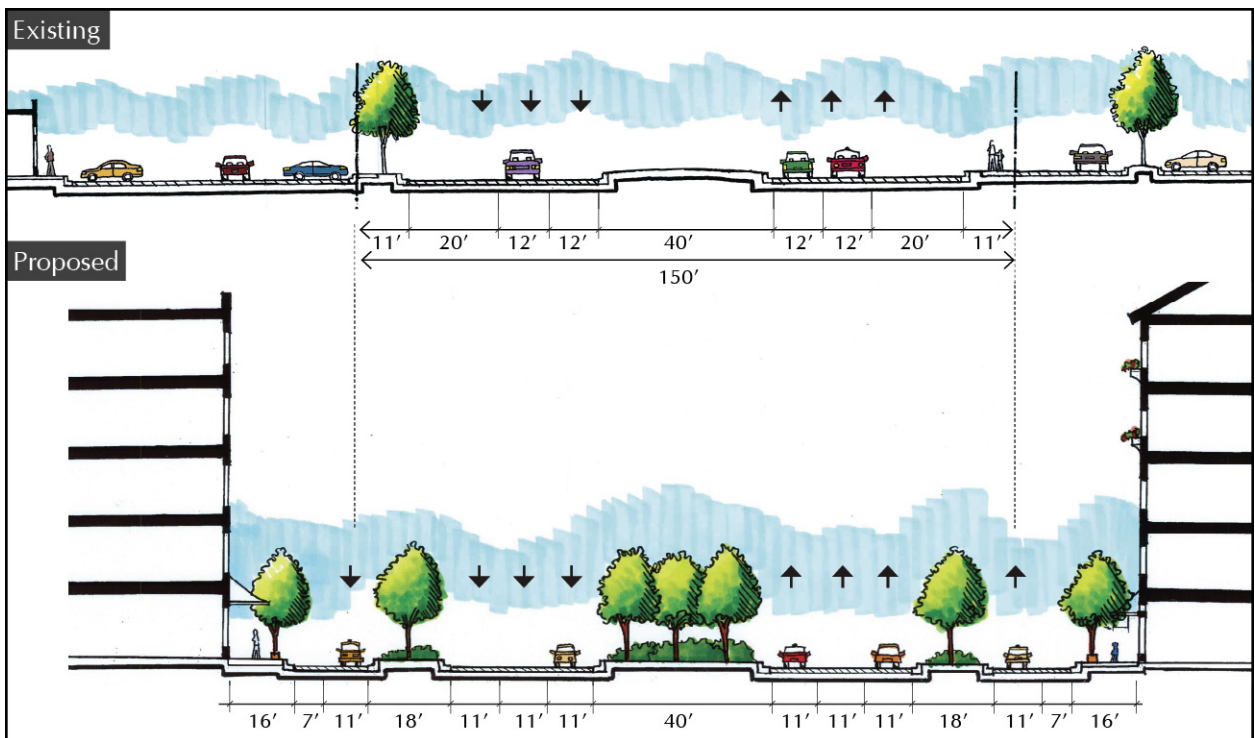 Existing
11′ 20′ 12′ 12′ 40′ 12′ 12′ 20′ 11′
150′
Proposed
16′ 7′ 11′ 18′ 11′ 11′ 11′ 40′ 11′ 11′ 11′ 18′ 11′ 7′ 16′